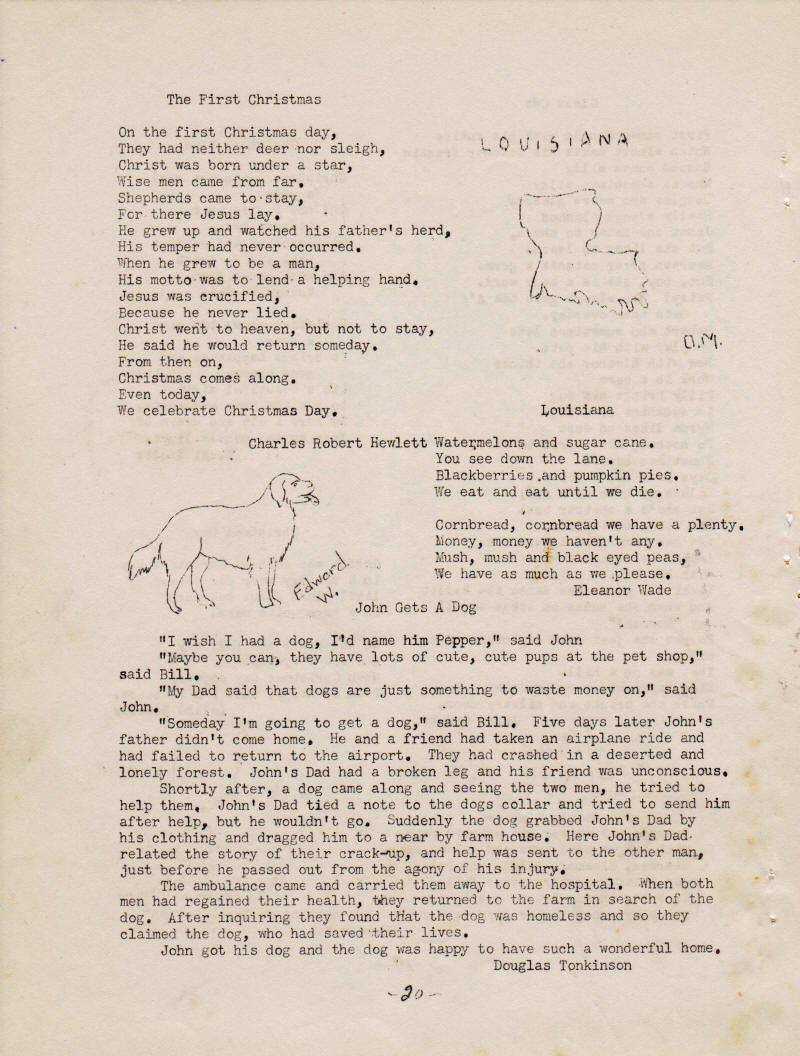 The First Christmas
On the first Christmas day,
They had neither deer nor sleigh,
Christ was born under a star,
Wise men came from far.
Shepherds came to stay,
For there Jesus lay.
He grew up and watched his father's herd,
His temper had never occurred.
When he grew to be a man,
His motto was to lend a helping hand.
Jesus was crucified,
Because he never lied.
Christ went to heaven, but not to stay,
He said he would return someday.
From then on,
Christmas comes along.
Even today,
We celebrate Christmas Day.
Charles Robert Hewlett
LOUISIANA
D.M.
Louisiana
Watermelons and sugar cane.
You see down the lane.
Blackberries and pumpkin pies.
We eat and eat until we die.
Cornbread, cornbread we have a plenty.
Money, money we haven't any.
Mush, mush and black eyed peas,
We have as much as we please.
Eleanor Wade
Edward
W.
John Gets A Dog
"I wish I had a dog, I'd name him Pepper," said John
"Maybe you can, they have lots of cute, cute pups at the pet shop,"
said Bill.
"My Dad said that dogs are just something to waste money on," said
John.
"Someday I'm going to get a dog," said Bill. Five days later John's
father didn't come home. He and a friend had taken an airplane ride and
had failed to return to the airport. They had crashed in a deserted and
lonely forest. John's Dad had a broken leg and his friend was unconscious.
Shortly after, a dog came along and seeing the two men, he tried to
help them. John's Dad tied a note to the dogs collar and tried to send him
after help, but he wouldn't go. Suddenly the dog grabbed John's Dad by
his clothing and dragged him to a near by farm house. Here John's Dad
related the story of their crack-up, and help was sent to the other man,
just before he passed out from the agony of his injury.
The ambulance came and carried them away to the hospital. When both
men had regained their health, they returned to the farm in search of the
dog. After inquiring they found that the dog was homeless and so they
claimed the dog, who had saved their lives.
John got his dog and the dog was happy to have such a wonderful home.
Douglas Tonkinson
-20-